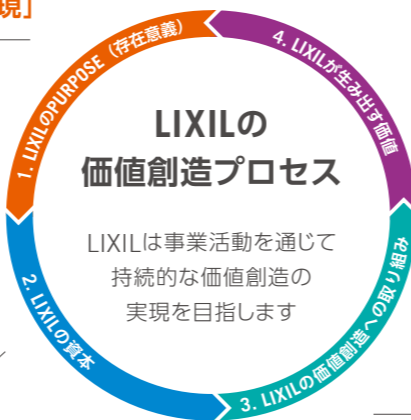 現」
1. LIXILのPURPOSE（存在意義）
4. LIXILが生み出す価値
LIXILの
価値創造プロセス
LIXILは事業活動を通じて
持続的な価値創造の
実現を目指します
2. LIXILの資本
3. LIXILの価値創造への取り組み